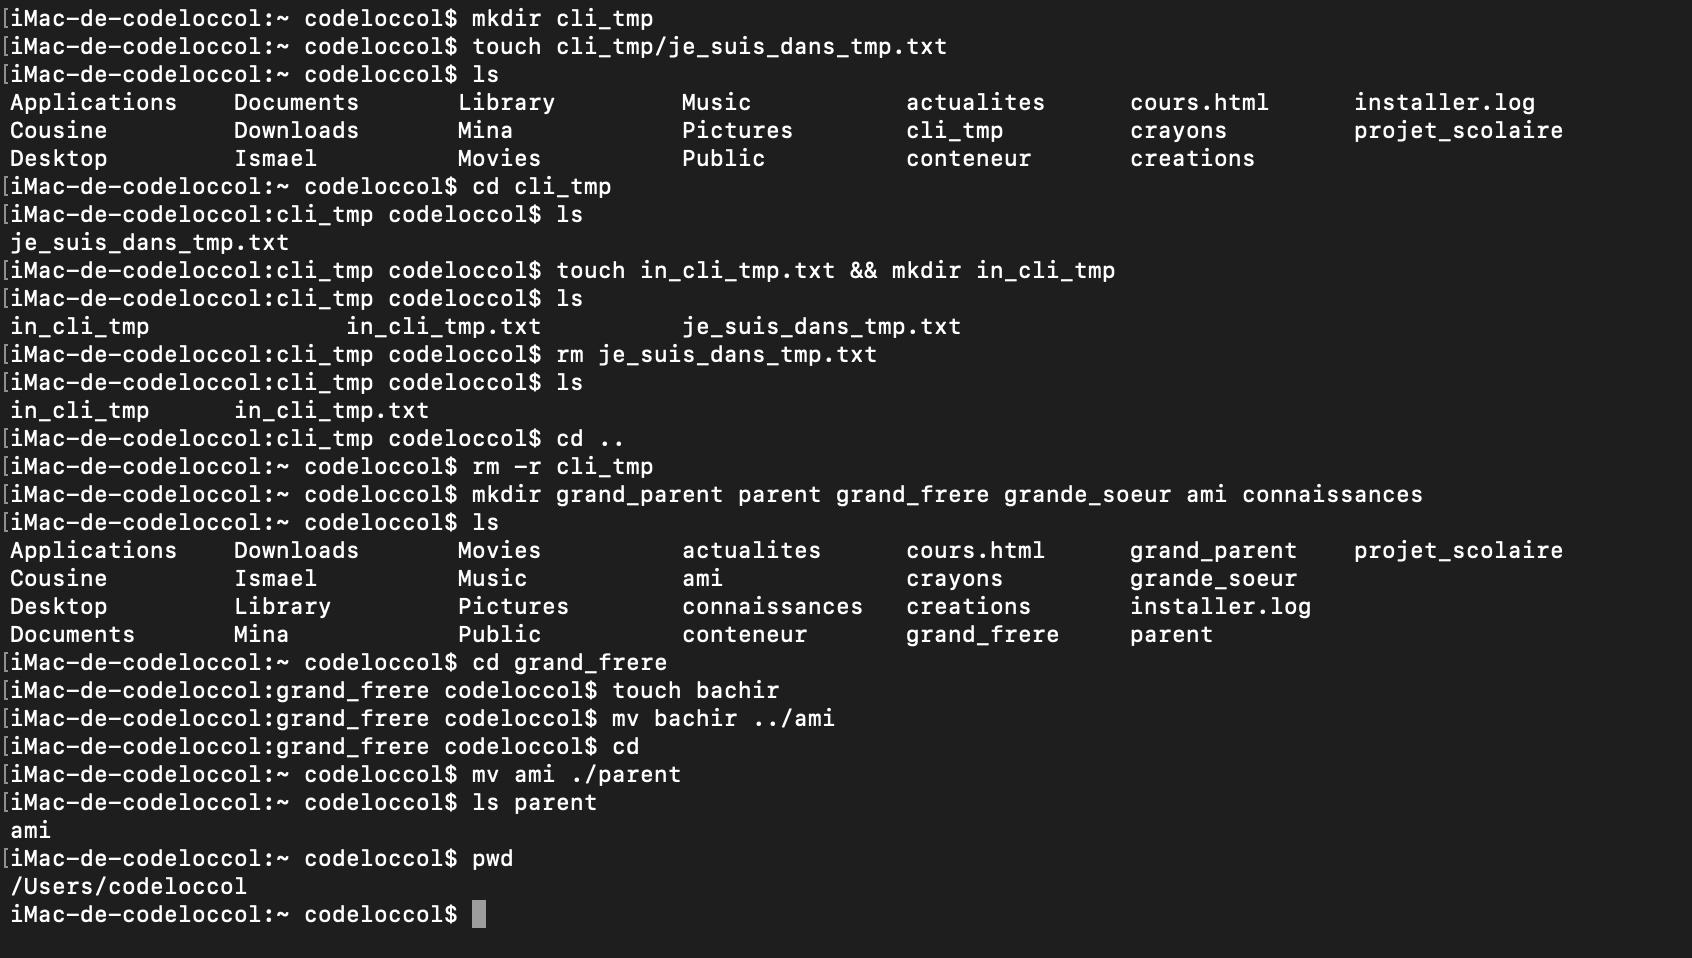 [iMac-de-codeloccol:~ codeloccol$ mkdir cli_tmp
[iMac-de-codeloccol:~ codeloccol$ touch cli_tmp/je_suis_dans_tmp.txt
[iMac-de-codeloccol:~ codeloccol$ ls
Applications    Documents       Library         Music           actualites      cours.html      installer.log
Cousine         Downloads       Mina            Pictures        cli_tmp         crayons         projet_scolaire
Desktop         Ismael          Movies          Public          conteneur       creations
[iMac-de-codeloccol:~ codeloccol$ cd cli_tmp
[iMac-de-codeloccol:cli_tmp codeloccol$ ls
je_suis_dans_tmp.txt
[iMac-de-codeloccol:cli_tmp codeloccol$ touch in_cli_tmp.txt && mkdir in_cli_tmp
[iMac-de-codeloccol:cli_tmp codeloccol$ ls
in_cli_tmp              in_cli_tmp.txt          je_suis_dans_tmp.txt
[iMac-de-codeloccol:cli_tmp codeloccol$ rm je_suis_dans_tmp.txt
[iMac-de-codeloccol:cli_tmp codeloccol$ ls
in_cli_tmp      in_cli_tmp.txt
[iMac-de-codeloccol:cli_tmp codeloccol$ cd ..
[iMac-de-codeloccol:~ codeloccol$ rm -r cli_tmp
[iMac-de-codeloccol:~ codeloccol$ mkdir grand_parent parent grand_frere grande_soeur ami connaissances
[iMac-de-codeloccol:~ codeloccol$ ls
Applications    Downloads       Movies          actualites      cours.html      grand_parent    projet_scolaire
Cousine         Ismael          Music           ami             crayons         grande_soeur
Desktop         Library         Pictures        connaissances   creations       installer.log
Documents       Mina            Public          conteneur       grand_frere     parent
[iMac-de-codeloccol:~ codeloccol$ cd grand_frere
[iMac-de-codeloccol:grand_frere codeloccol$ touch bachir
[iMac-de-codeloccol:grand_frere codeloccol$ mv bachir ../ami
[iMac-de-codeloccol:grand_frere codeloccol$ cd
[iMac-de-codeloccol:~ codeloccol$ mv ami ./parent
[iMac-de-codeloccol:~ codeloccol$ ls parent
ami
[iMac-de-codeloccol:~ codeloccol$ pwd
/Users/codeloccol
iMac-de-codeloccol:~ codeloccol$